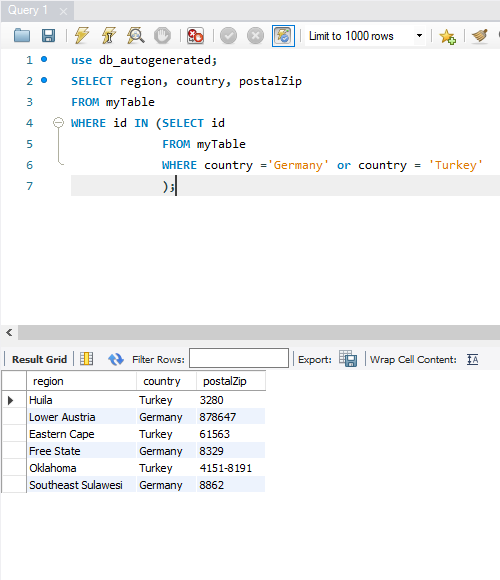 Query 1
Limit to 1000 rows
1 use db_autogenerated;
2 SELECT region, country, postalZip
3 FROM myTable
4 WHERE id IN (SELECT id
5 FROM myTable
6 WHERE country ='Germany' or country = 'Turkey'
7 );
Result Grid Filter Rows: Export: Wrap Cell Content:
region country postalZip
Huila Turkey 3280
Lower Austria Germany 878647
Eastern Cape Turkey 61563
Free State Germany 8329
Oklahoma Turkey 4151-8191
Southeast Sulawesi Germany 8862